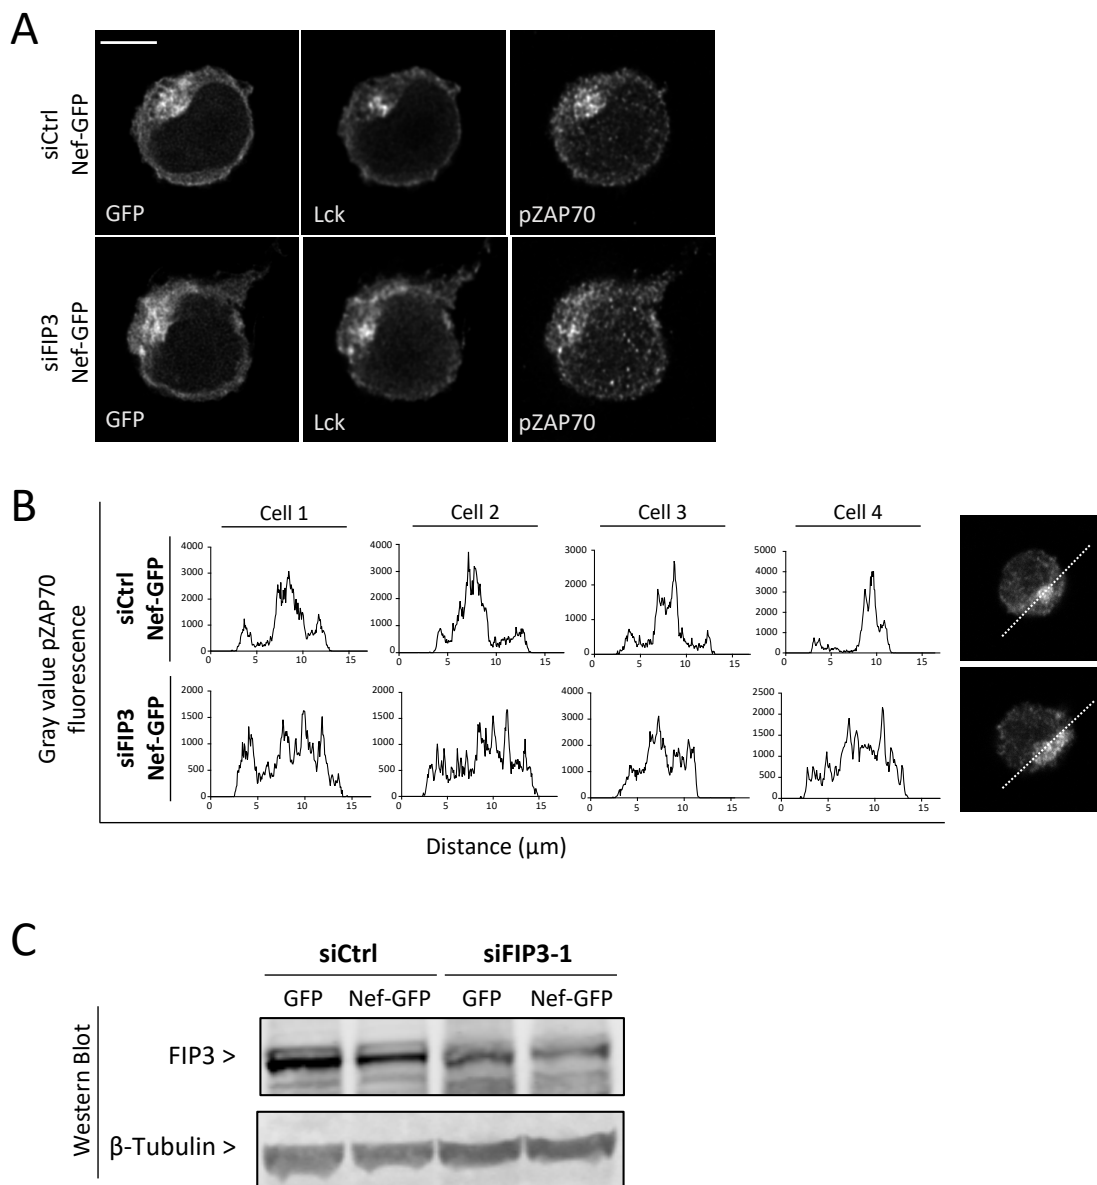 A
siCtrl
Nef-GFP
GFP
Lck
pZAP70
siFIP3
Nef-GFP
GFP
Lck
pZAP70
B
Gray value pZAP70
fluorescence
Cell 1
Cell 2
Cell 3
Cell 4
siCtrl
Nef-GFP
4000
3000
2000
1000
0
0 5 10 15
4000
3000
2000
1000
0
0 5 10 15
3000
2000
1000
0
0 5 10 15
5000
4000
3000
2000
1000
0
0 5 10 15
siFIP3
Nef-GFP
2000
1500
1000
500
0
0 5 10 15
2000
1500
1000
500
0
0 5 10 15
4000
3000
2000
1000
0
0 5 10 15
2500
2000
1500
1000
500
0
0 5 10 15
Distance (μm)
C
siCtrl siFIP3-1
GFP Nef-GFP GFP Nef-GFP
Western Blot
FIP3 >
β-Tubulin >